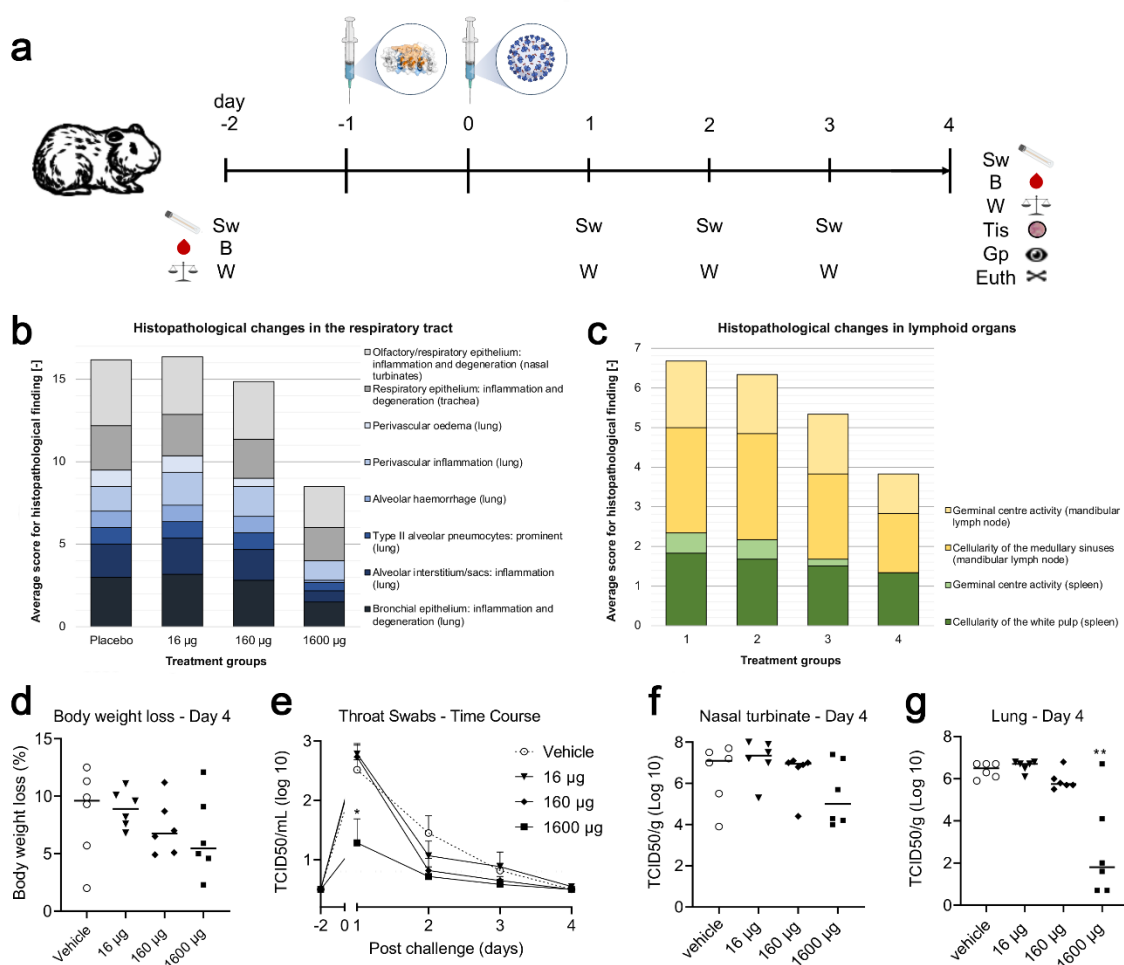 a
day
-2 -1 0 1 2 3 4
Sw Sw Sw Sw Sw
B B
W W W W W
Tis
Gp
Euth
b
Histopathological changes in the respiratory tract
Average score for histopathological finding [-]
15
10
5
0
Placebo 16 µg 160 µg 1600 µg
Treatment groups
Olfactory/respiratory epithelium:
inflammation and degeneration (nasal
turbinates)
Respiratory epithelium: inflammation and
degeneration (trachea)
Perivascular oedema (lung)
Perivascular inflammation (lung)
Alveolar haemorrhage (lung)
Type II alveolar pneumocytes: prominent
(lung)
Alveolar interstitium/sacs: inflammation
(lung)
Bronchial epithelium: inflammation and
degeneration (lung)
c
Histopathological changes in lymphoid organs
Average score for histopathological finding [-]
7
6
5
4
3
2
1
0
1 2 3 4
Treatment groups
Germinal centre activity (mandibular
lymph node)
Cellularity of the medullary sinuses
(mandibular lymph node)
Germinal centre activity (spleen)
Cellularity of the white pulp (spleen)
d
Body weight loss - Day 4
Body weight loss (%)
15
10
5
0
Vehicle 16 µg 160 µg 1600 µg
e
Throat Swabs - Time Course
TCID50/mL (log 10)
3
2
1
*
-2 0 1 2 3 4
Post challenge (days)
Vehicle
16 µg
160 µg
1600 µg
f
Nasal turbinate - Day 4
TCID50/g (Log 10)
8
6
4
2
0
vehicle 16 µg 160 µg 1600 µg
g
Lung - Day 4
TCID50/g (Log 10)
8
6
4
2
0
**
vehicle 16 µg 160 µg 1600 µg